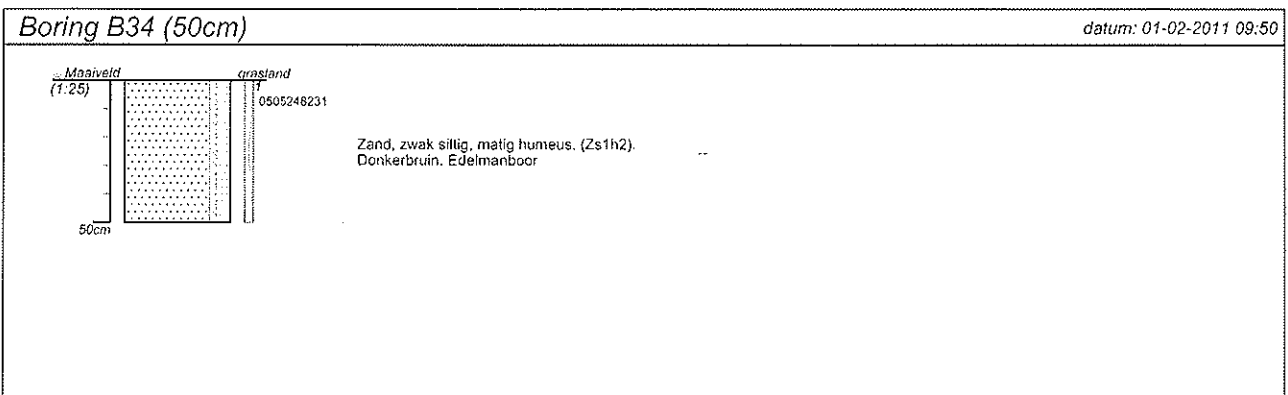 Boring B34 (50cm)
datum: 01-02-2011 09:50
Maaiveld
grasland
(1:25)
1
0505248231
Zand, zwak siltig, matig humeus. (Zs1h2).
Donkerbruin. Edelmanboor
50cm